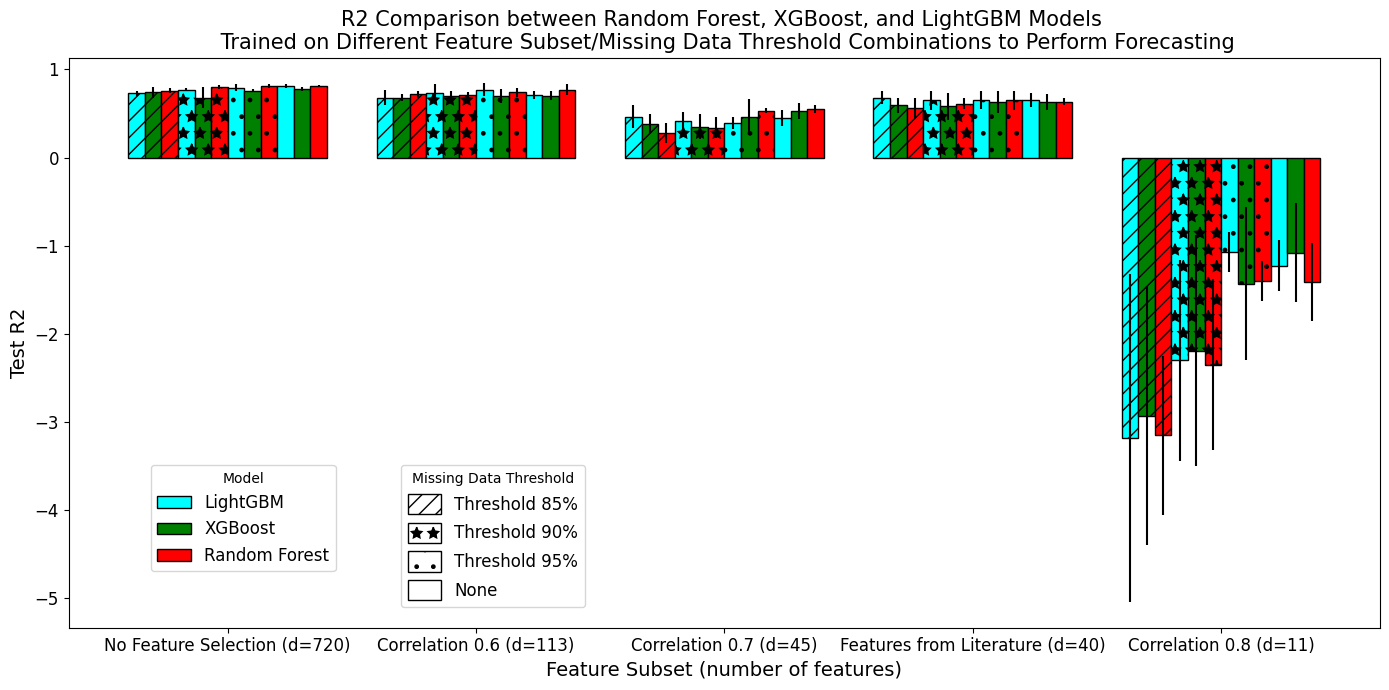 R2 Comparison between Random Forest, XGBoost, and LightGBM Models
Trained on Different Feature Subset/Missing Data Threshold Combinations to Perform Forecasting
Test R2
1
0
−1
−2
−3
−4
−5
Model
LightGBM
XGBoost
Random Forest
Missing Data Threshold
Threshold 85%
Threshold 90%
Threshold 95%
None
No Feature Selection (d=720)
Correlation 0.6 (d=113)
Correlation 0.7 (d=45)
Features from Literature (d=40)
Correlation 0.8 (d=11)
Feature Subset (number of features)